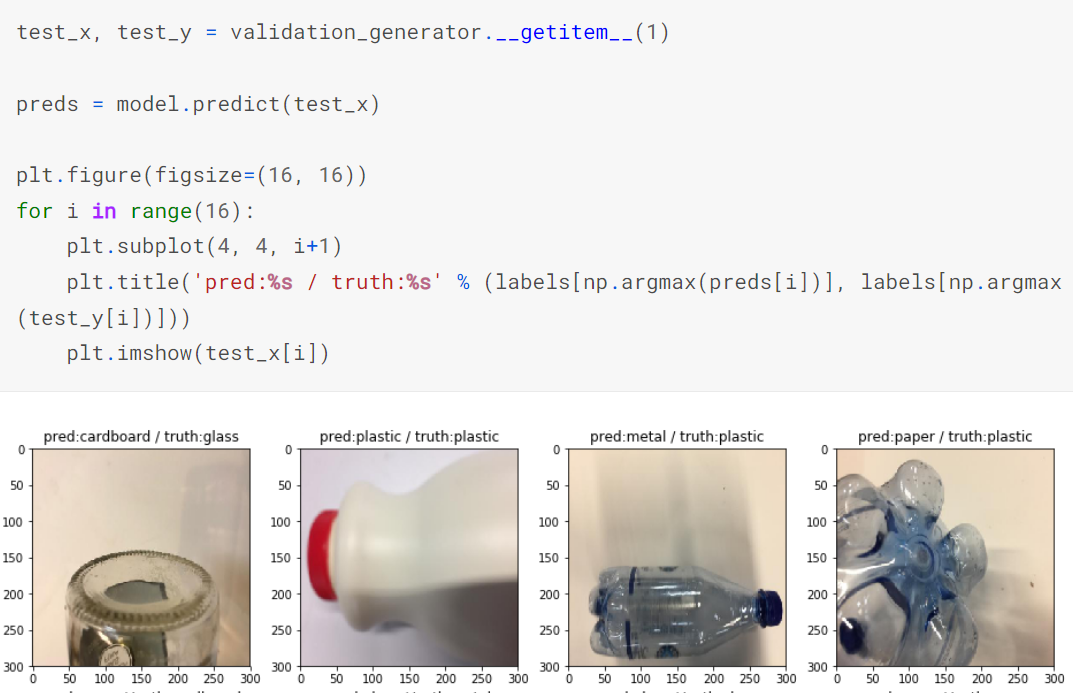 test_x, test_y = validation_generator.__getitem__(1)
preds = model.predict(test_x)
plt.figure(figsize=(16, 16))
for i in range(16):
    plt.subplot(4, 4, i+1)
    plt.title('pred:%s / truth:%s' % (labels[np.argmax(preds[i])], labels[np.argmax
(test_y[i])]))
    plt.imshow(test_x[i])
pred:cardboard / truth:glass
0
50
100
150
200
250
300
0 50 100 150 200 250 300
pred:plastic / truth:plastic
0
50
100
150
200
250
300
0 50 100 150 200 250 300
pred:metal / truth:plastic
0
50
100
150
200
250
300
0 50 100 150 200 250 300
pred:paper / truth:plastic
0
50
100
150
200
250
300
0 50 100 150 200 250 300